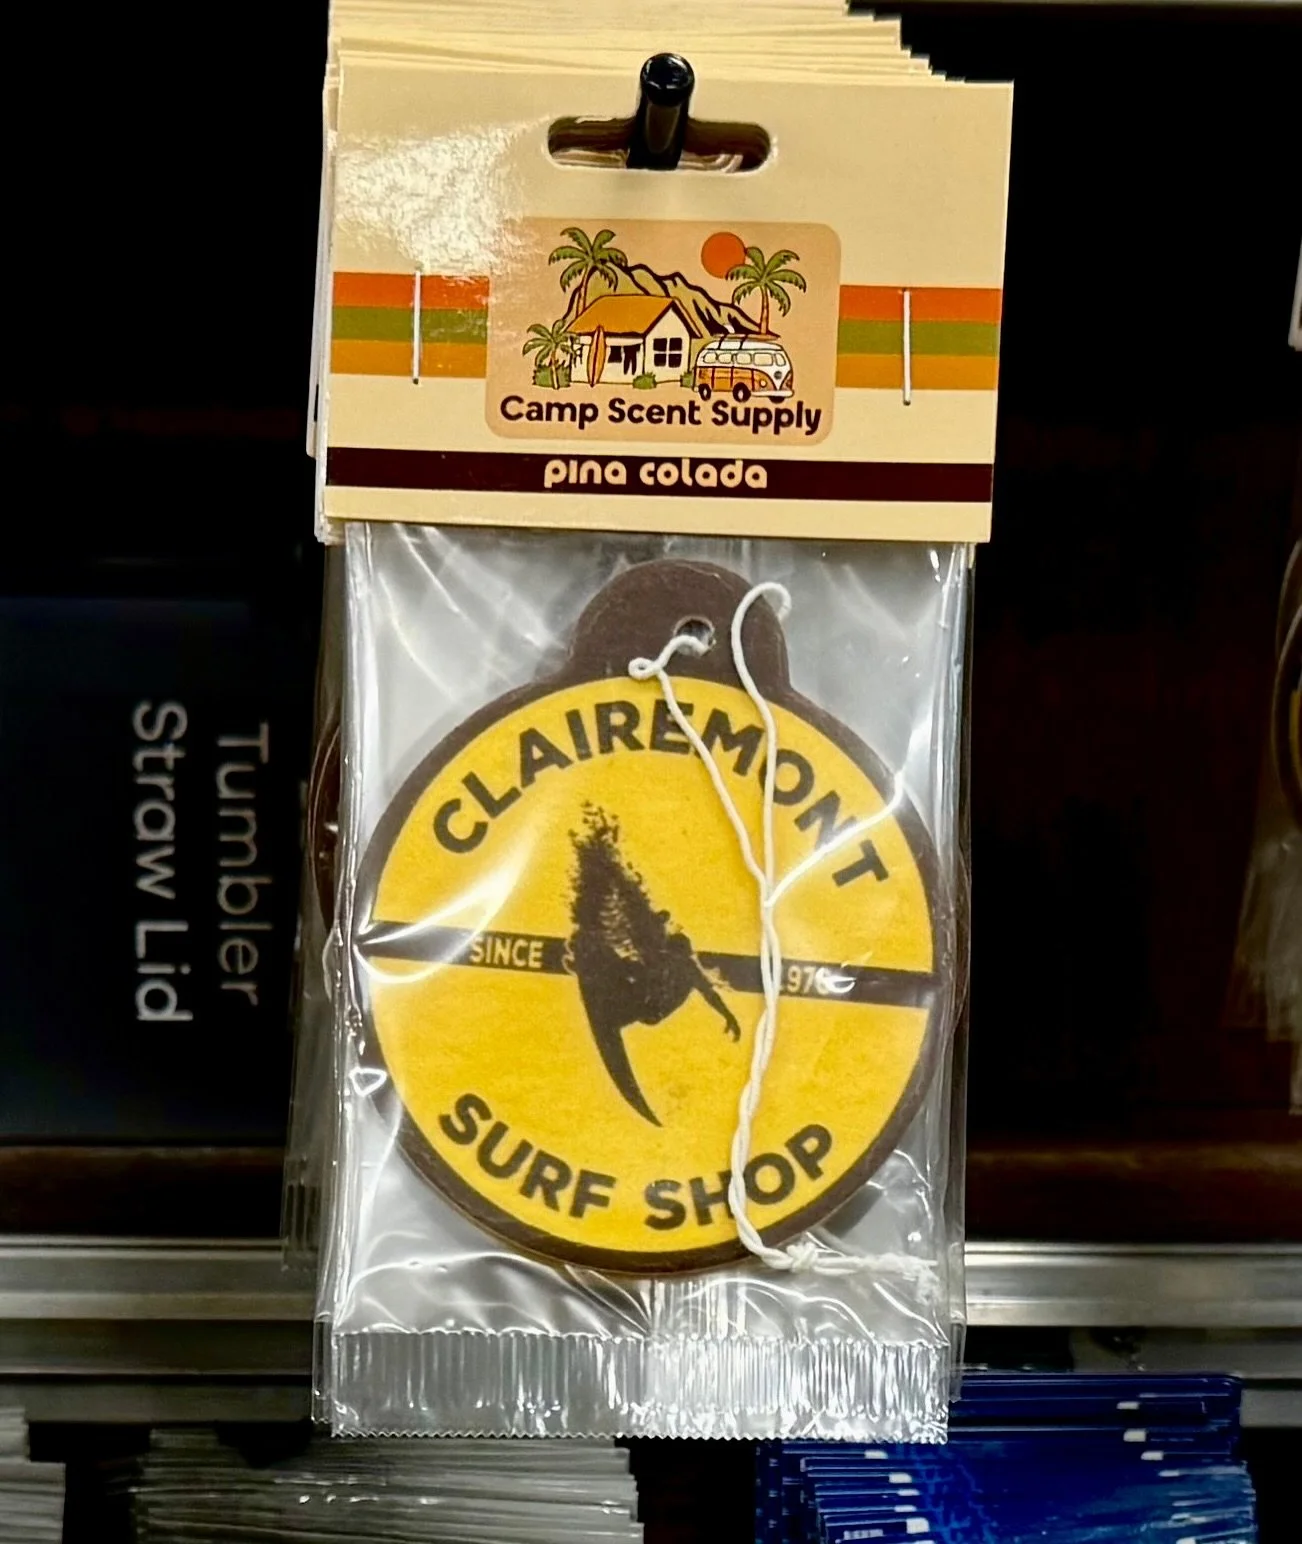 Camp Scent Supply
pina colada
CLAIREMONT
SINCE
SURF SHOP
Tumbler
Straw Lid